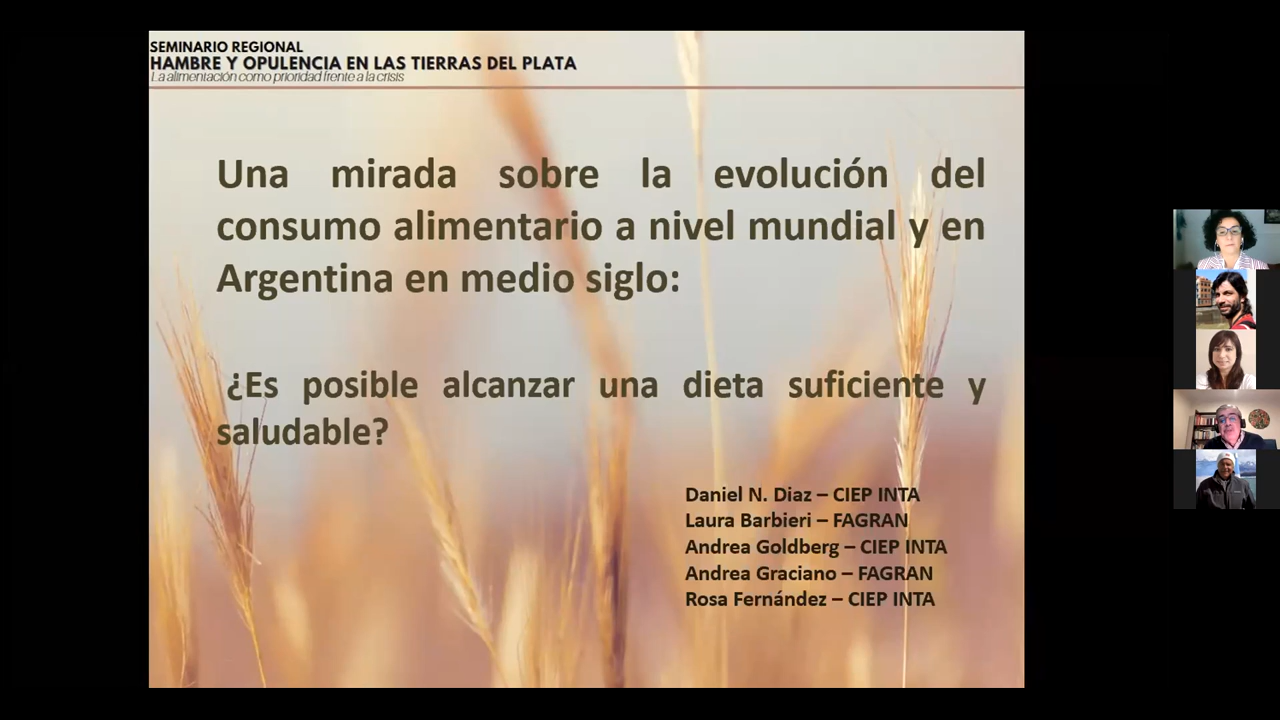 SEMINARIO REGIONAL
HAMBRE Y OPULENCIA EN LAS TIERRAS DEL PLATA
La alimentación como prioridad frente a la crisis
Una mirada sobre la evolución del
consumo alimentario a nivel mundial y en
Argentina en medio siglo:
¿Es posible alcanzar una dieta suficiente y
saludable?
Daniel N. Diaz – CIEP INTA
Laura Barbieri – FAGRAN
Andrea Goldberg – CIEP INTA
Andrea Graciano – FAGRAN
Rosa Fernández – CIEP INTA